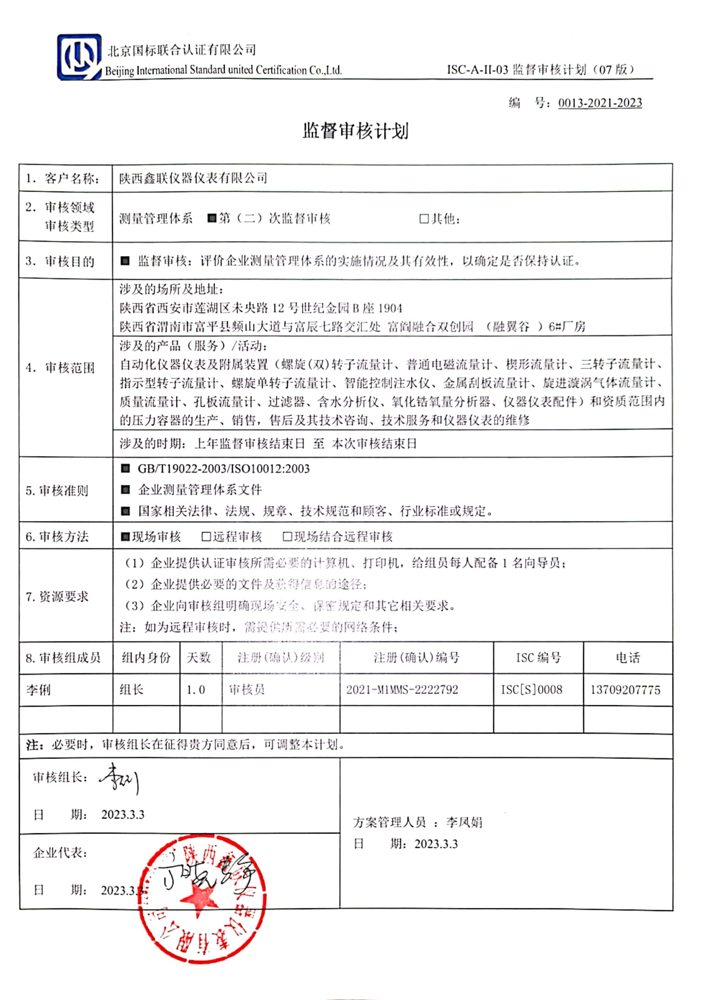 北京国标联合认证有限公司
Beijing International Standard united Certification Co.,Ltd.
ISC-A-II-03 监督审核计划（07 版）
编 号：0013-2021-2023
监督审核计划
1. 客户名称：
陕西鑫联仪器仪表有限公司
2. 审核领域
审核类型
测量管理体系 ■第（二）次监督审核 □其他：
3. 审核目的
■ 监督审核：评价企业测量管理体系的实施情况及其有效性，以确定是否保持认证。
4. 审核范围
涉及的场所及地址：
陕西省西安市莲湖区未央路 12 号世纪金园 B 座 1904
陕西省渭南市富平县频山大道与富辰七路交汇处 富阎融合双创园 （融翼谷 ）6#厂房
涉及的产品（服务）/活动：
自动化仪器仪表及附属装置（螺旋(双)转子流量计、普通电磁流量计、楔形流量计、三转子流量计、
指示型转子流量计、螺旋单转子流量计、智能控制注水仪、金属刮板流量计、旋进漩涡气体流量计、
质量流量计、孔板流量计、过滤器、含水分析仪、氧化锆氧量分析器、仪器仪表配件）和资质范围内
的压力容器的生产、销售，售后及其技术咨询、技术服务和仪器仪表的维修
涉及的时期：上年监督审核结束日 至 本次审核结束日
5. 审核准则
■ GB/T19022-2003/ISO10012:2003
■ 企业测量管理体系文件
■ 国家相关法律、法规、规章、技术规范和顾客、行业标准或规定。
6. 审核方法
■现场审核 □远程审核 □现场结合远程审核
7. 资源要求
（1）企业提供认证审核所需必要的计算机、打印机，给组员每人配备 1 名向导员；
（2）企业提供必要的文件及获得信息的途径；
（3）企业向审核组明确现场安全、保密规定和其它相关要求。
注：如为远程审核时，需提供所需必要的网络条件；
8. 审核组成员 组内身份 天数 注册(确认)级别 注册(确认)编号 ISC 编号 电话
李俐 组长 1.0 审核员 2021-M1MMS-2222792 ISC[S]0008 13709207775
注：必要时，审核组长在征得贵方同意后，可调整本计划。
审核组长：李俐
日 期： 2023.3.3
方案管理人员 ：李凤娟
日 期：2023.3.3
企业代表：
日 期： 2023.3.3
陕西鑫联仪器仪表有限公司